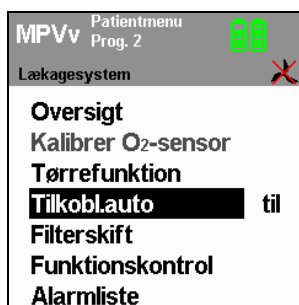 MPVv Patientmenu
Prog. 2
Lækagesystem
Oversigt
Kalibrer O2-sensor
Tørrefunktion
Tilkobl.auto til
Filterskift
Funktionskontrol
Alarmliste